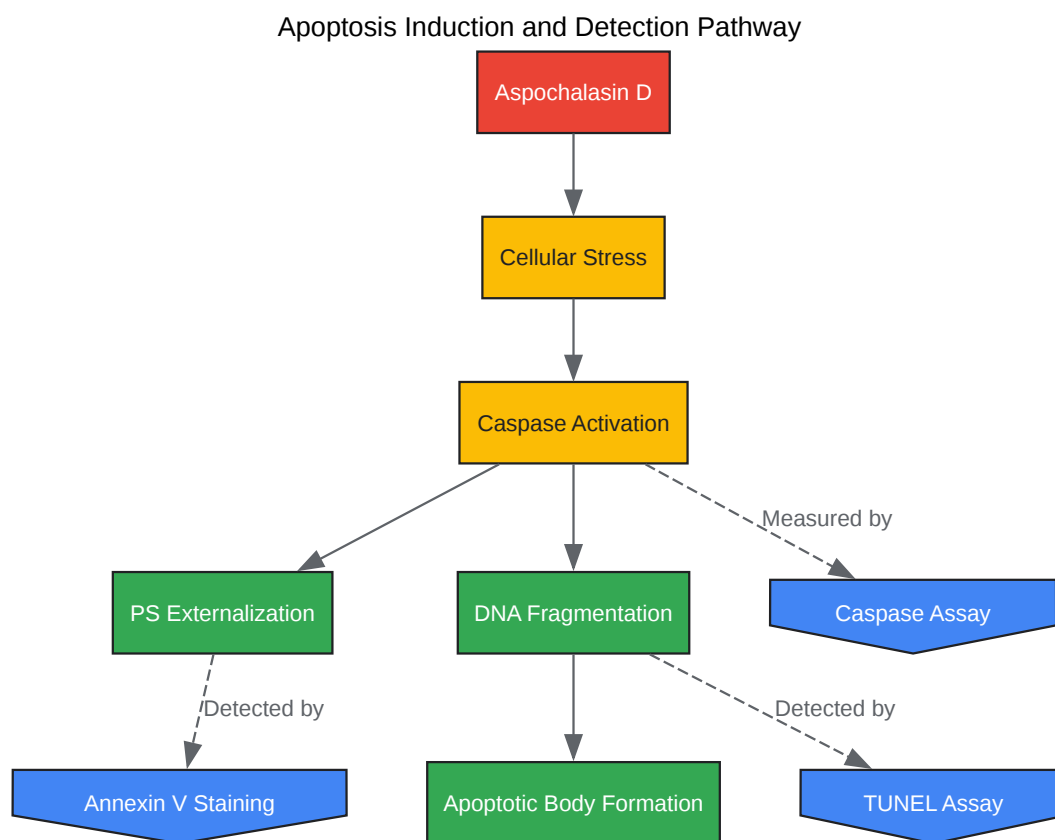 Apoptosis Induction and Detection Pathway
Aspochalasin D
Cellular Stress
Caspase Activation
Measured by
PS Externalization
DNA Fragmentation
Caspase Assay
Detected by
Detected by
Annexin V Staining
Apoptotic Body Formation
TUNEL Assay